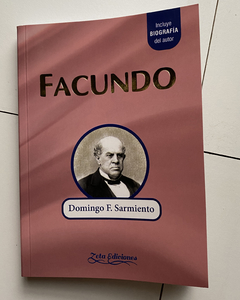 Incluye
BIOGRAFÍA
del autor
FACUNDO
Domingo F. Sarmiento
Zeta Ediciones